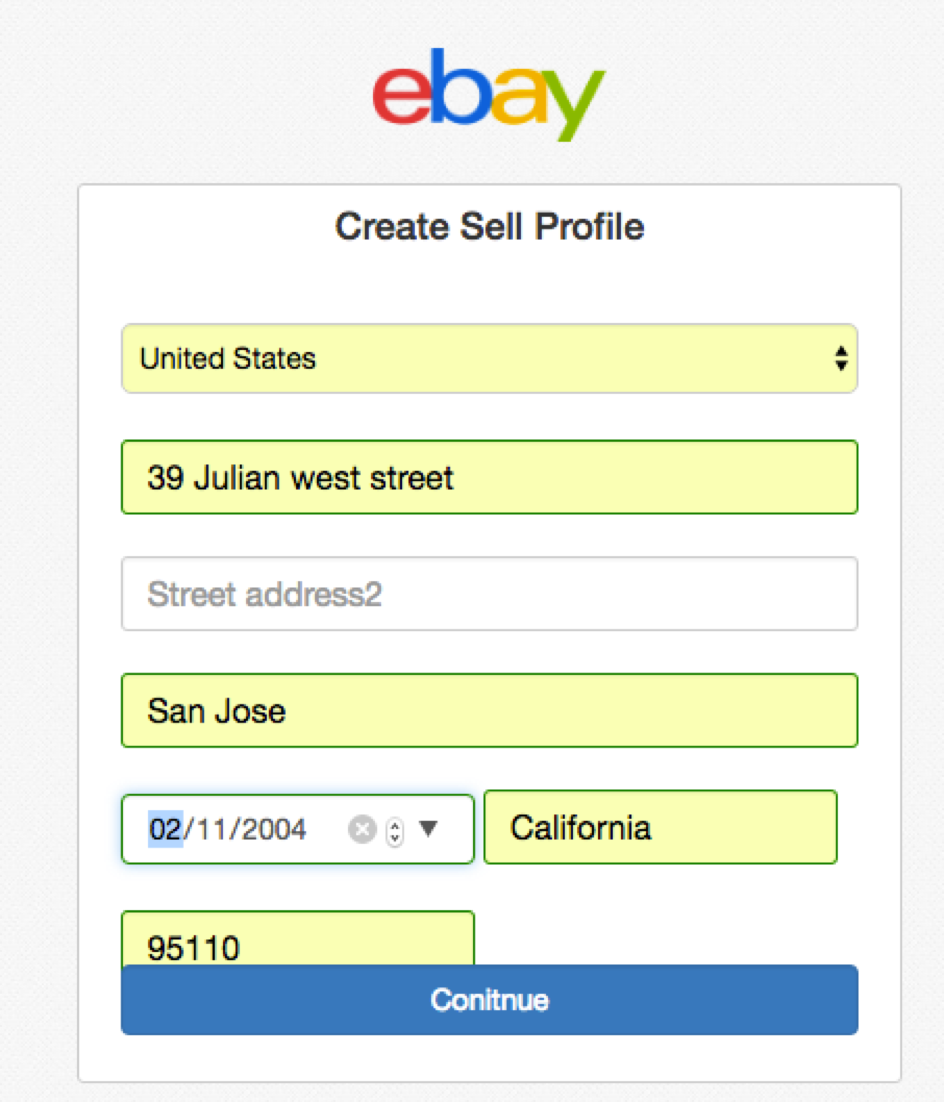 ebay
Create Sell Profile
United States
39 Julian west street
Street address2
San Jose
02/11/2004
California
95110
Conitnue